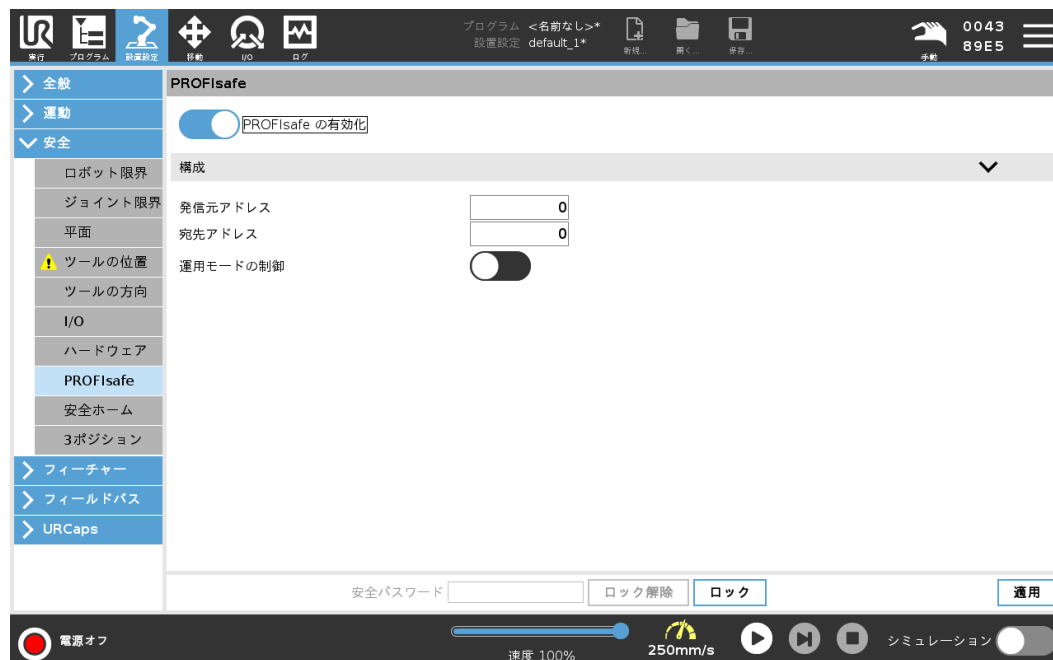 プログラム <名前なし>*
設置設定 default_1*
実行
プログラム
設置設定
移動
I/O
ログ
新規...
開く...
保存...
手動
0043
89E5
全般
運動
安全
ロボット限界
ジョイント限界
平面
ツールの位置
ツールの方向
I/O
ハードウェア
PROFIsafe
安全ホーム
3ポジション
フィーチャー
フィールドバス
URCaps
PROFIsafe
PROFIsafe の有効化
構成
発信元アドレス 0
宛先アドレス 0
運用モードの制御
安全パスワード ロック解除 ロック 適用
電源オフ
速度 100%
250mm/s
シミュレーション